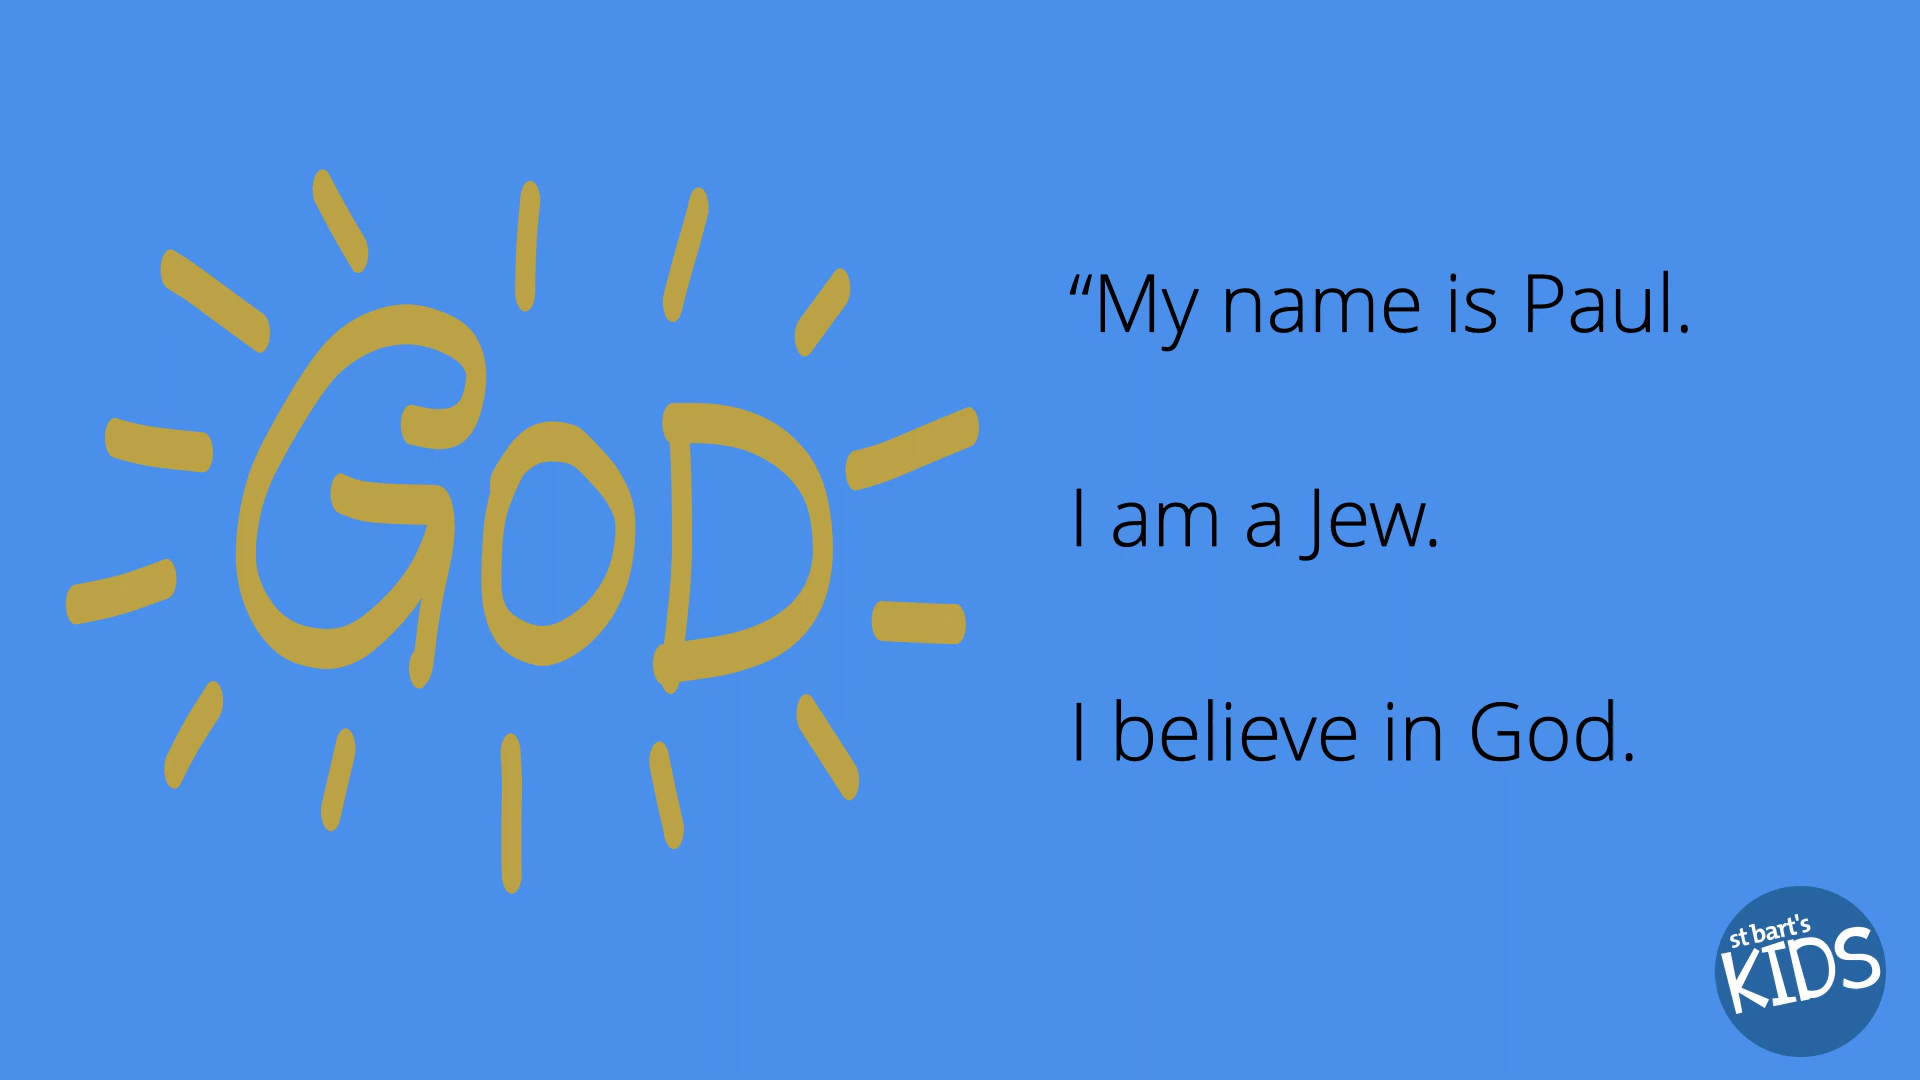 GOD
“My name is Paul.
I am a Jew.
I believe in God.
st bart's
KIDS